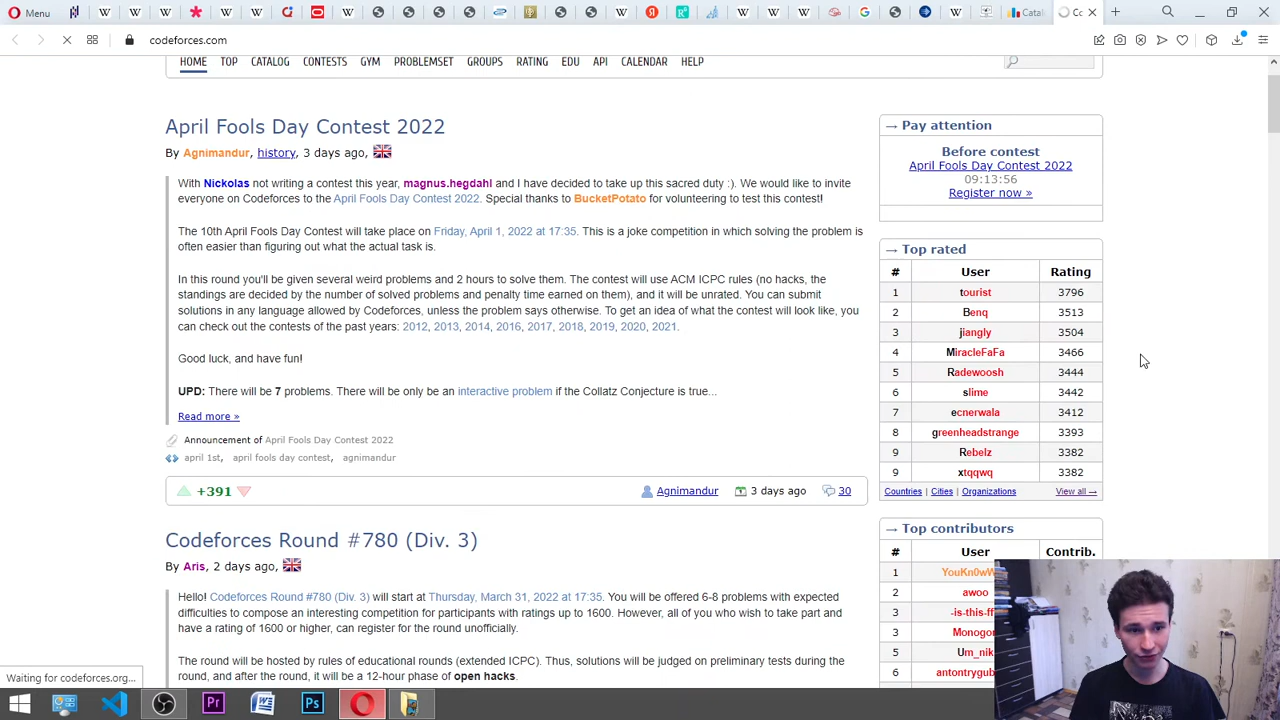 Menu
Catal
Cc
codeforces.com
HOME TOP CATALOG CONTESTS GYM PROBLEMSET GROUPS RATING EDU API CALENDAR HELP
April Fools Day Contest 2022
By Agnimandur, history, 3 days ago,
With Nickolas not writing a contest this year, magnus.hegdahl and I have decided to take up this sacred duty :). We would like to invite
everyone on Codeforces to the April Fools Day Contest 2022. Special thanks to BucketPotato for volunteering to test this contest!
The 10th April Fools Day Contest will take place on Friday, April 1, 2022 at 17:35. This is a joke competition in which solving the problem is
often easier than figuring out what the actual task is.
In this round you'll be given several weird problems and 2 hours to solve them. The contest will use ACM ICPC rules (no hacks, the
standings are decided by the number of solved problems and penalty time earned on them), and it will be unrated. You can submit
solutions in any language allowed by Codeforces, unless the problem says otherwise. To get an idea of what the contest will look like, you
can check out the contests of the past years: 2012, 2013, 2014, 2016, 2017, 2018, 2019, 2020, 2021.
Good luck, and have fun!
UPD: There will be 7 problems. There will be only be an interactive problem if the Collatz Conjecture is true...
Read more »
Announcement of April Fools Day Contest 2022
april 1st, april fools day contest, agnimandur
+391
Agnimandur 3 days ago 30
Codeforces Round #780 (Div. 3)
By Aris, 2 days ago,
Hello! Codeforces Round #780 (Div. 3) will start at Thursday, March 31, 2022 at 17:35. You will be offered 6-8 problems with expected
difficulties to compose an interesting competition for participants with ratings up to 1600. However, all of you who wish to take part and
have a rating of 1600 or higher, can register for the round unofficially.
The round will be hosted by rules of educational rounds (extended ICPC). Thus, solutions will be judged on preliminary tests during the
round, and after the round, it will be a 12-hour phase of open hacks.
→ Pay attention
Before contest
April Fools Day Contest 2022
09:13:56
Register now »
→ Top rated
# User Rating
1 tourist 3796
2 Benq 3513
3 jiangly 3504
4 MiracleFaFa 3466
5 Radewoosh 3444
6 slime 3442
7 ecnerwala 3412
8 greenheadstrange 3393
9 Rebelz 3382
9 xtqqwq 3382
Countries | Cities | Organizations View all →
→ Top contributors
# User Contrib.
1 YouKn0wW
2 awoo
3 -is-this-ff
3 Monogor
5 Um_nik
6 antontrygub
Waiting for codeforces.org...